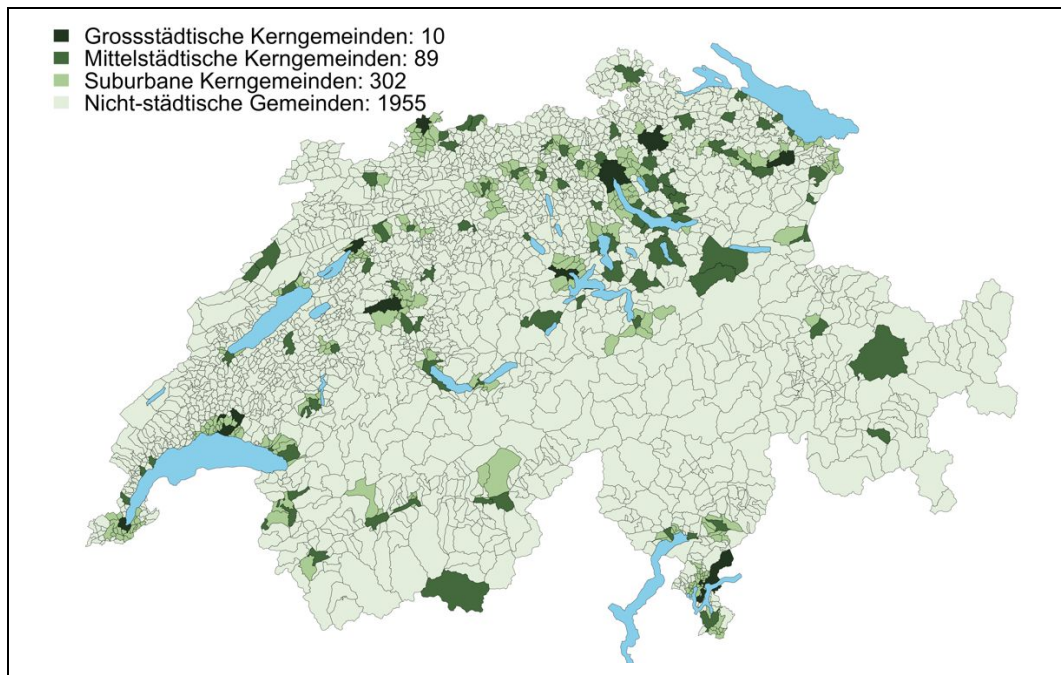 Grossstädtische Kerngemeinden: 10
Mittelstädtische Kerngemeinden: 89
Suburbane Kerngemeinden: 302
Nicht-städtische Gemeinden: 1955